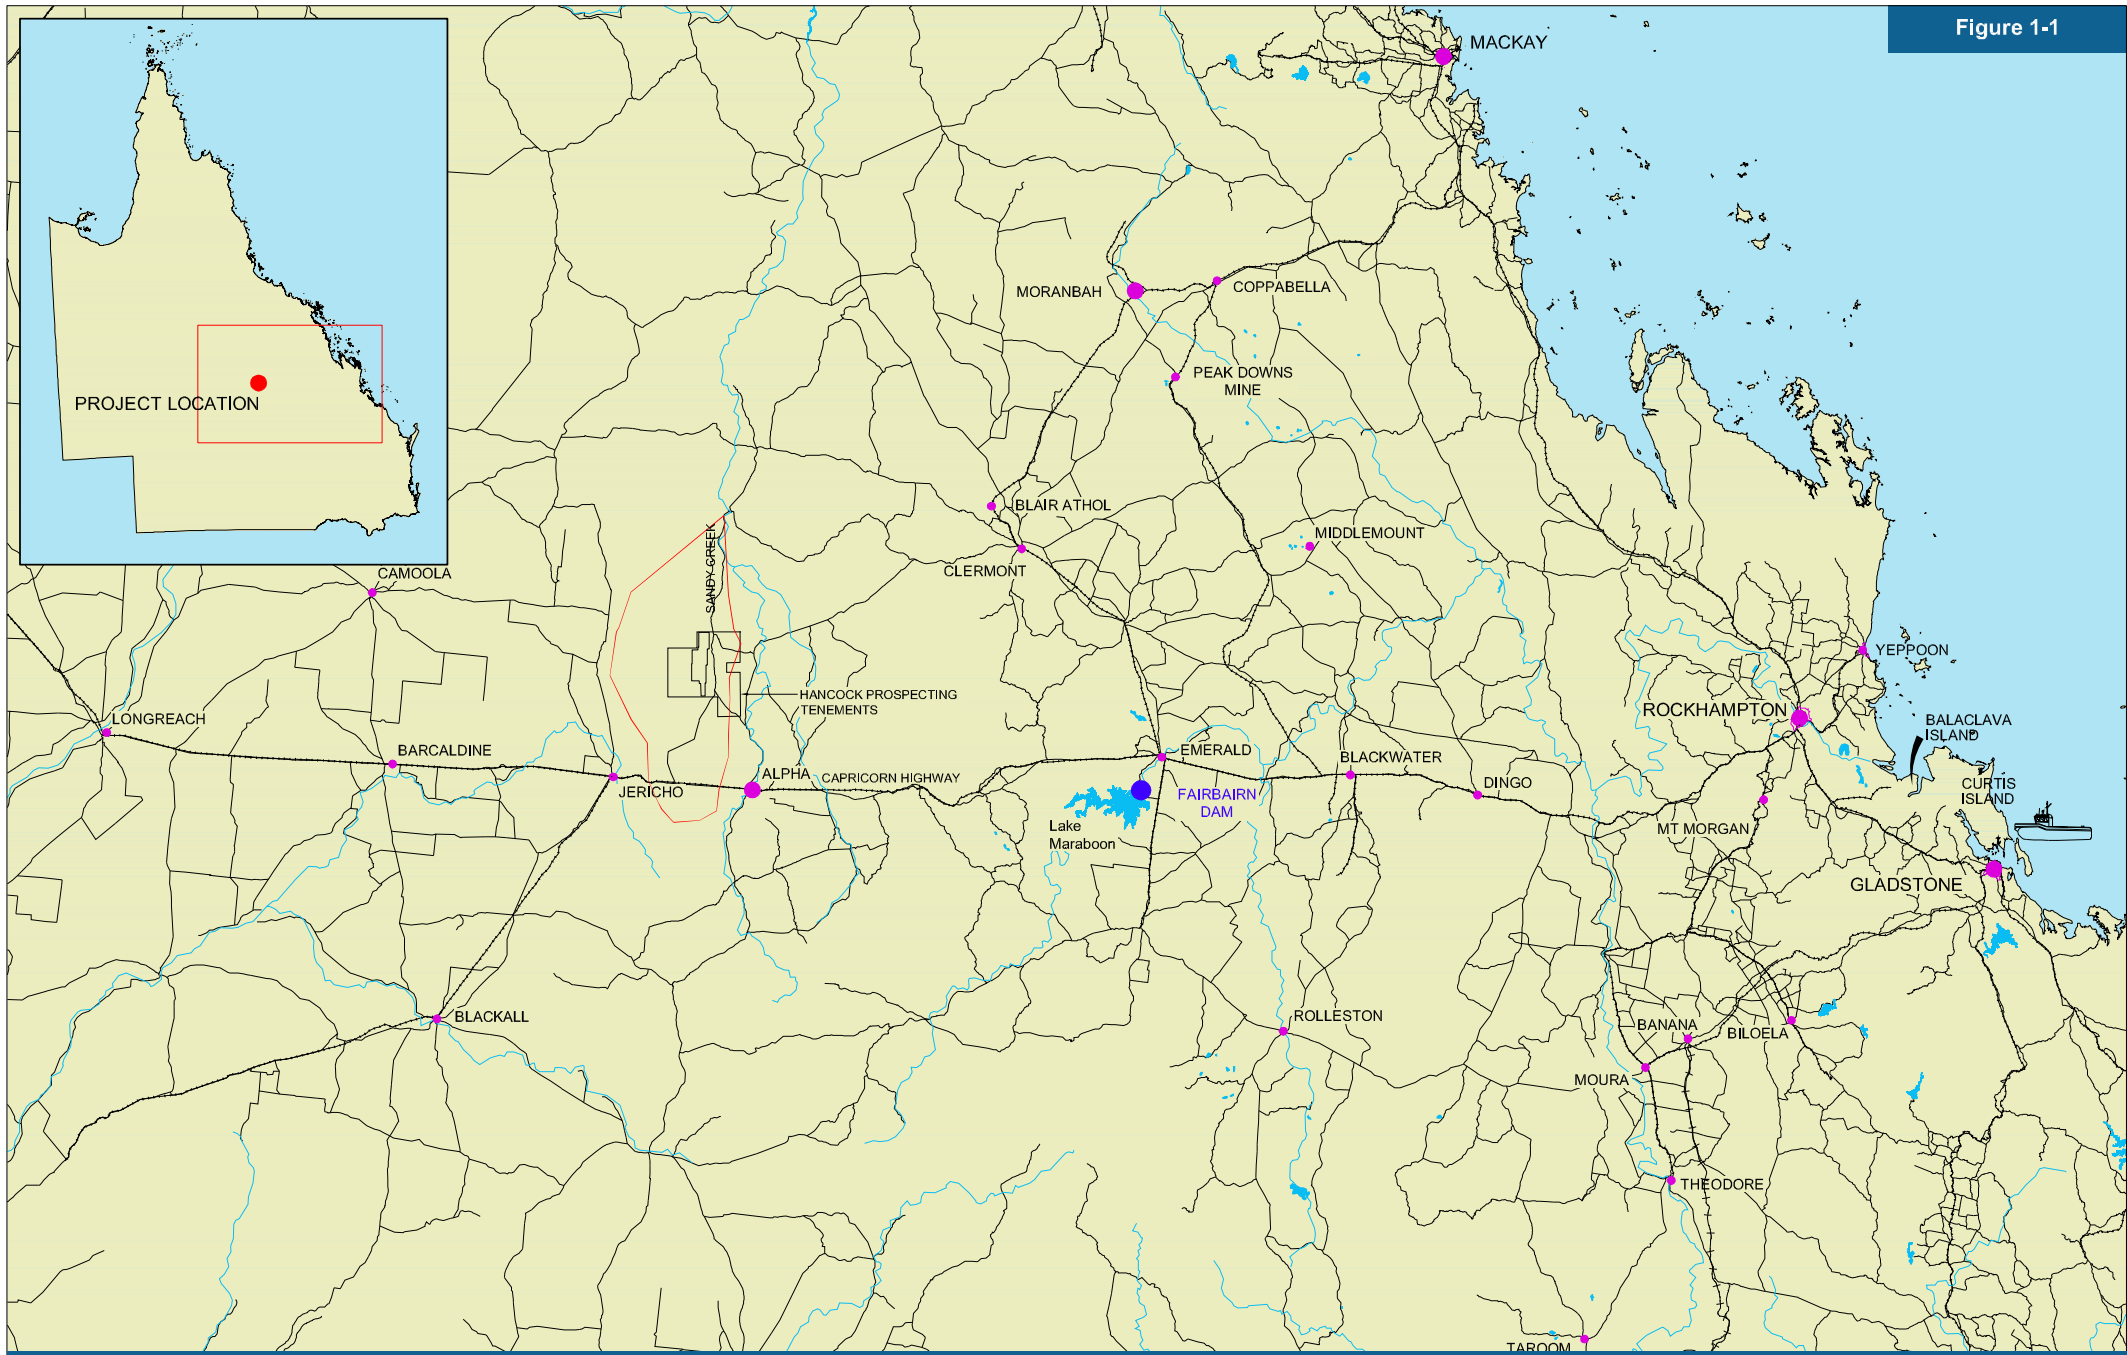 Figure 1-1
MACKAY
PROJECT LOCATION
MORANBAH
COPPABELLA
PEAK DOWNS
MINE
BLAIR ATHOL
MIDDLEMOUNT
SANDY CREEK
CLERMONT
CAMOOLA
YEPPOON
HANCOCK PROSPECTING
TENEMENTS
ROCKHAMPTON
LONGREACH
BALACLAVA
ISLAND
BARCALDINE
EMERALD
BLACKWATER
ALPHA
CAPRICORN HIGHWAY
JERICHO
DINGO
CURTIS
ISLAND
FAIRBAIRN
DAM
Lake
Maraboon
MT MORGAN
GLADSTONE
BLACKALL
ROLLESTON
BANANA
BILOELA
MOURA
THEODORE
TAROOM